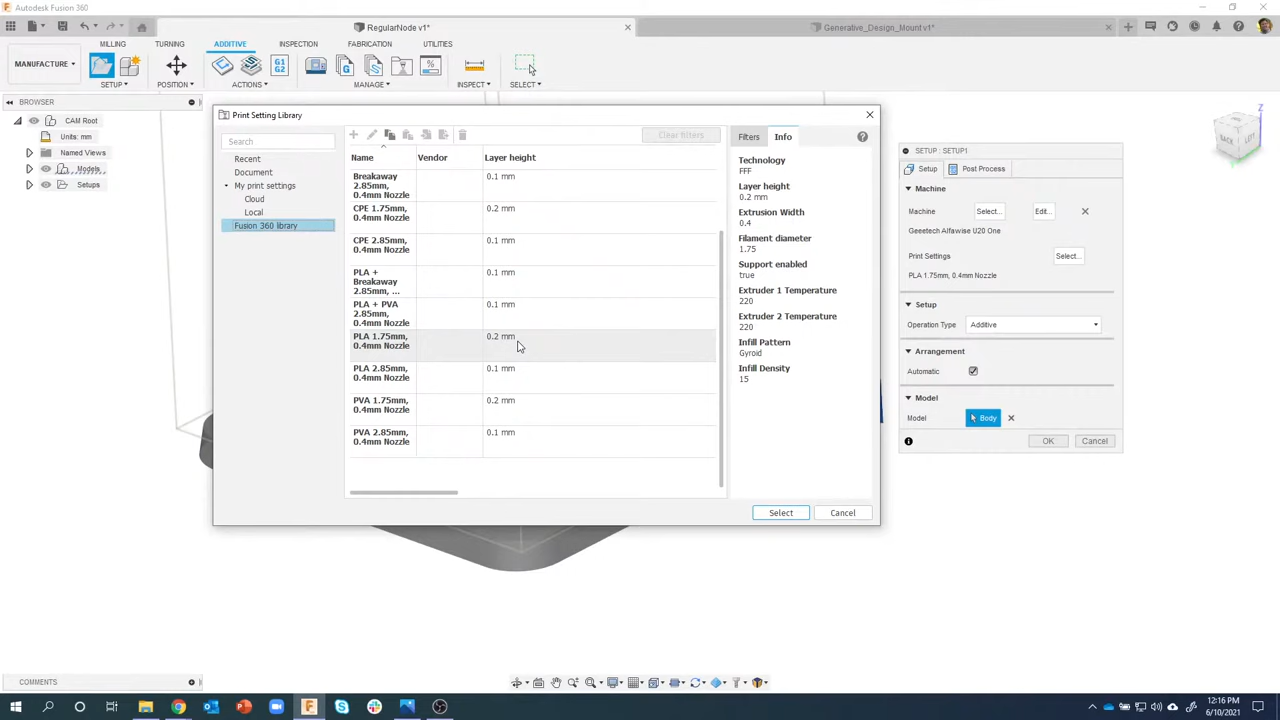 Autodesk Fusion 360
RegularNode v1*
Generative_Design_Mount v1*
MANUFACTURE
MILLING
TURNING
ADDITIVE
INSPECTION
FABRICATION
UTILITIES
G1
G2
G
SETUP
POSITION
ACTIONS
MANAGE
INSPECT
SELECT
BROWSER
CAM Root
Units: mm
Named Views
Models
Setups
Print Setting Library
Search
Recent
Document
My print settings
Cloud
Local
Fusion 360 library
Clear filters
Name Vendor Layer height
Breakaway 0.1 mm
2.85mm,
0.4mm Nozzle
CPE 1.75mm, 0.2 mm
0.4mm Nozzle
CPE 2.85mm, 0.1 mm
0.4mm Nozzle
PLA + 0.1 mm
Breakaway
2.85mm, ...
PLA + PVA 0.1 mm
2.85mm,
0.4mm Nozzle
PLA 1.75mm, 0.2 mm
0.4mm Nozzle
PLA 2.85mm, 0.1 mm
0.4mm Nozzle
PVA 1.75mm, 0.2 mm
0.4mm Nozzle
PVA 2.85mm, 0.1 mm
0.4mm Nozzle
Filters Info
Technology
FFF
Layer height
0.2 mm
Extrusion Width
0.4
Filament diameter
1.75
Support enabled
true
Extruder 1 Temperature
220
Extruder 2 Temperature
220
Infill Pattern
Gyroid
Infill Density
15
Select
Cancel
SETUP : SETUP1
Setup Post Process
Machine
Machine Select... Edit...
Geeetech Alfawise U20 One
Print Settings Select...
PLA 1.75mm, 0.4mm Nozzle
Setup
Operation Type Additive
Arrangement
Automatic
Model
Model Body
OK Cancel
Z
BACK
LEFT
COMMENTS
12:16 PM
6/10/2021